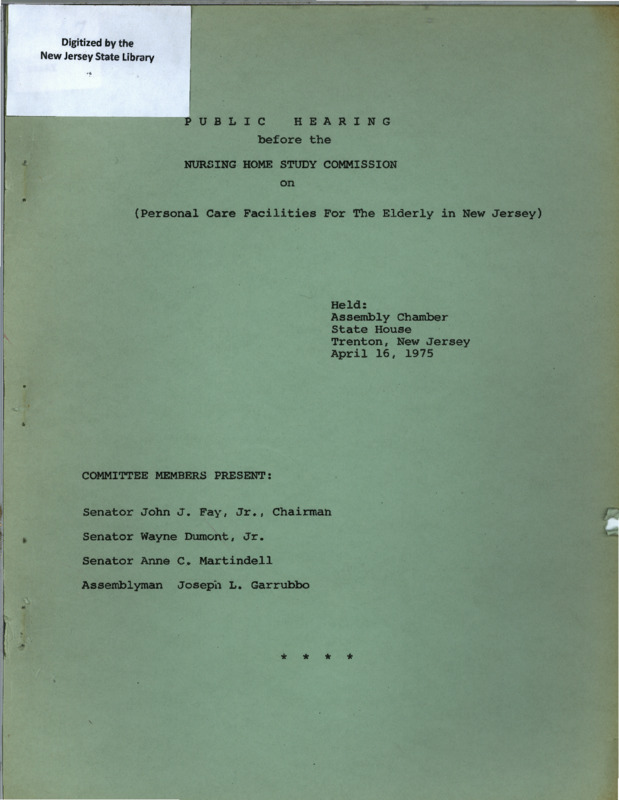 Digitized by the
New Jersey State Library
PUBLIC HEARING
before the
NURSING HOME STUDY COMMISSION
on
(Personal Care Facilities For The Elderly in New Jersey)
Held:
Assembly Chamber
State House
Trenton, New Jersey
April 16, 1975
COMMITTEE MEMBERS PRESENT:
Senator John J. Fay, Jr., Chairman
Senator Wayne Dumont, Jr.
Senator Anne C. Martindell
Assemblyman Joseph L. Garrubbo
* * * *